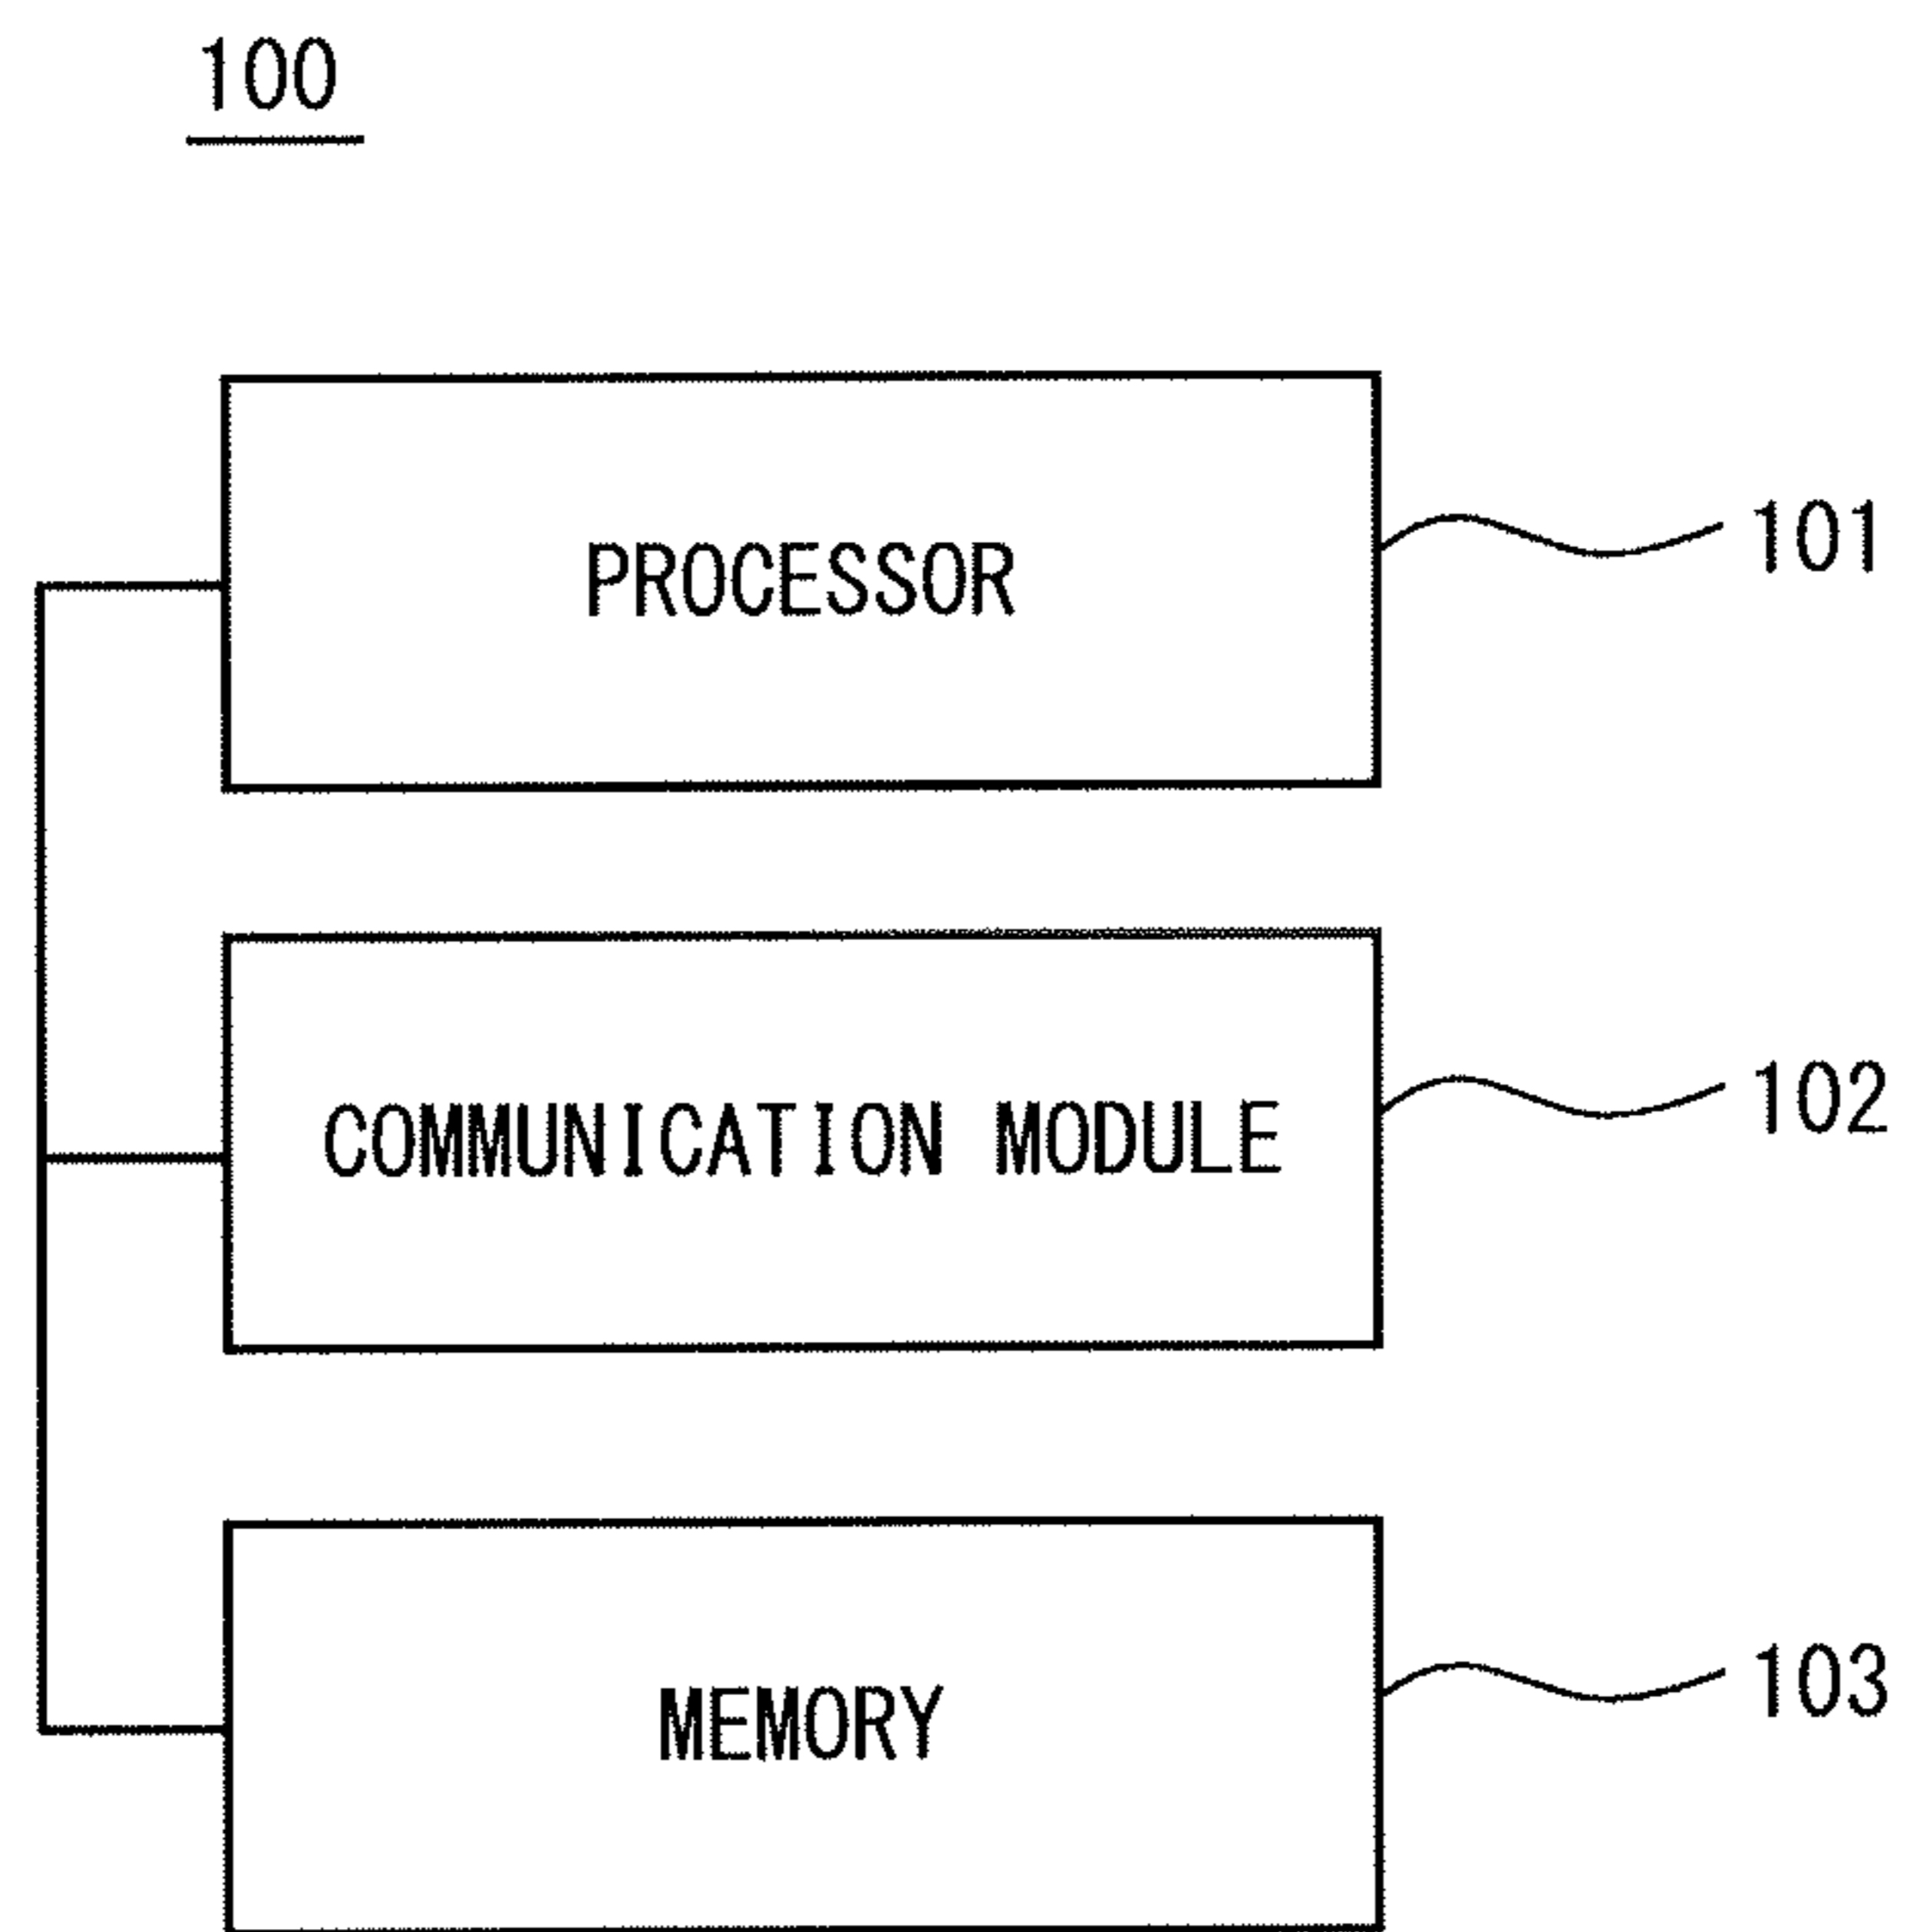 100
PROCESSOR
101
COMMUNICATION MODULE
102
MEMORY
103